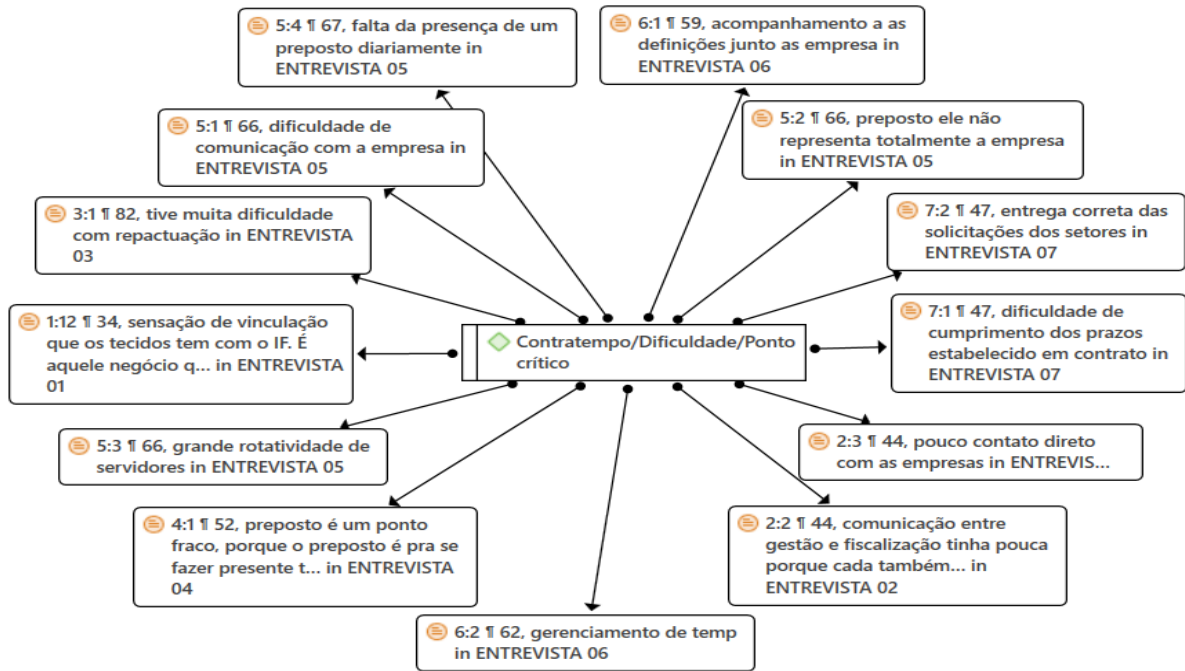 5:4 ¶ 67, falta da presença de um
preposto diariamente in
ENTREVISTA 05
6:1 ¶ 59, acompanhamento a as
definições junto as empresa in
ENTREVISTA 06
5:1 ¶ 66, dificuldade de
comunicação com a empresa in
ENTREVISTA 05
5:2 ¶ 66, preposto ele não
representa totalmente a empresa
in ENTREVISTA 05
3:1 ¶ 82, tive muita dificuldade
com repactuação in ENTREVISTA
03
7:2 ¶ 47, entrega correta das
solicitações dos setores in
ENTREVISTA 07
1:12 ¶ 34, sensação de vinculação
que os tecidos tem com o IF. É
aquele negócio q... in ENTREVISTA
01
Contratempo/Dificuldade/Ponto
crítico
7:1 ¶ 47, dificuldade de
cumprimento dos prazos
estabelecido em contrato in
ENTREVISTA 07
5:3 ¶ 66, grande rotatividade de
servidores in ENTREVISTA 05
2:3 ¶ 44, pouco contato direto
com as empresas in ENTREVIS...
4:1 ¶ 52, preposto é um ponto
fraco, porque o preposto é pra se
fazer presente t... in ENTREVISTA
04
2:2 ¶ 44, comunicação entre
gestão e fiscalização tinha pouca
porque cada também... in
ENTREVISTA 02
6:2 ¶ 62, gerenciamento de temp
in ENTREVISTA 06